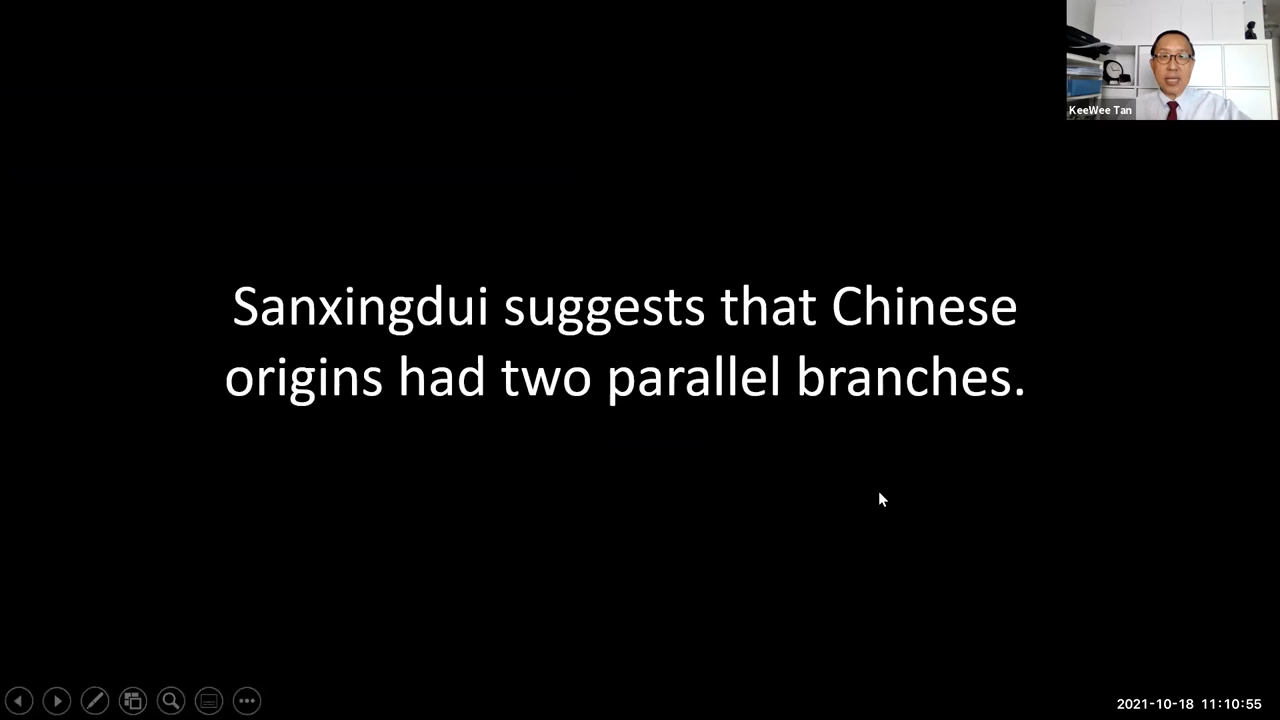 KeeWee Tan
Sanxingdui suggests that Chinese
origins had two parallel branches.
2021-10-18 11:10:55